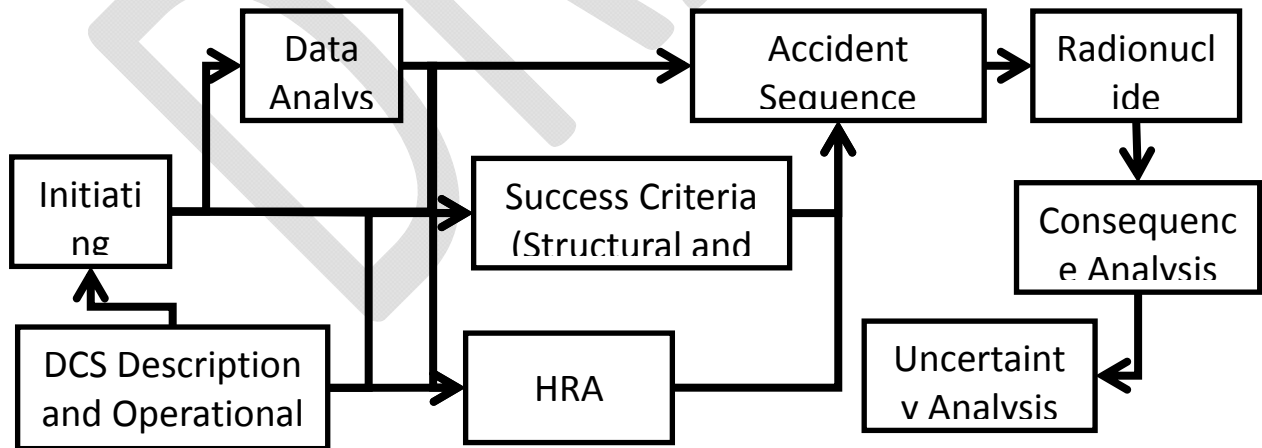 Data
Analys
Accident
Sequence
Radionucl
ide
Initiati
ng
Success Criteria
(Structural and
Consequenc
e Analysis
DCS Description
and Operational
HRA
Uncertaint
y Analysis